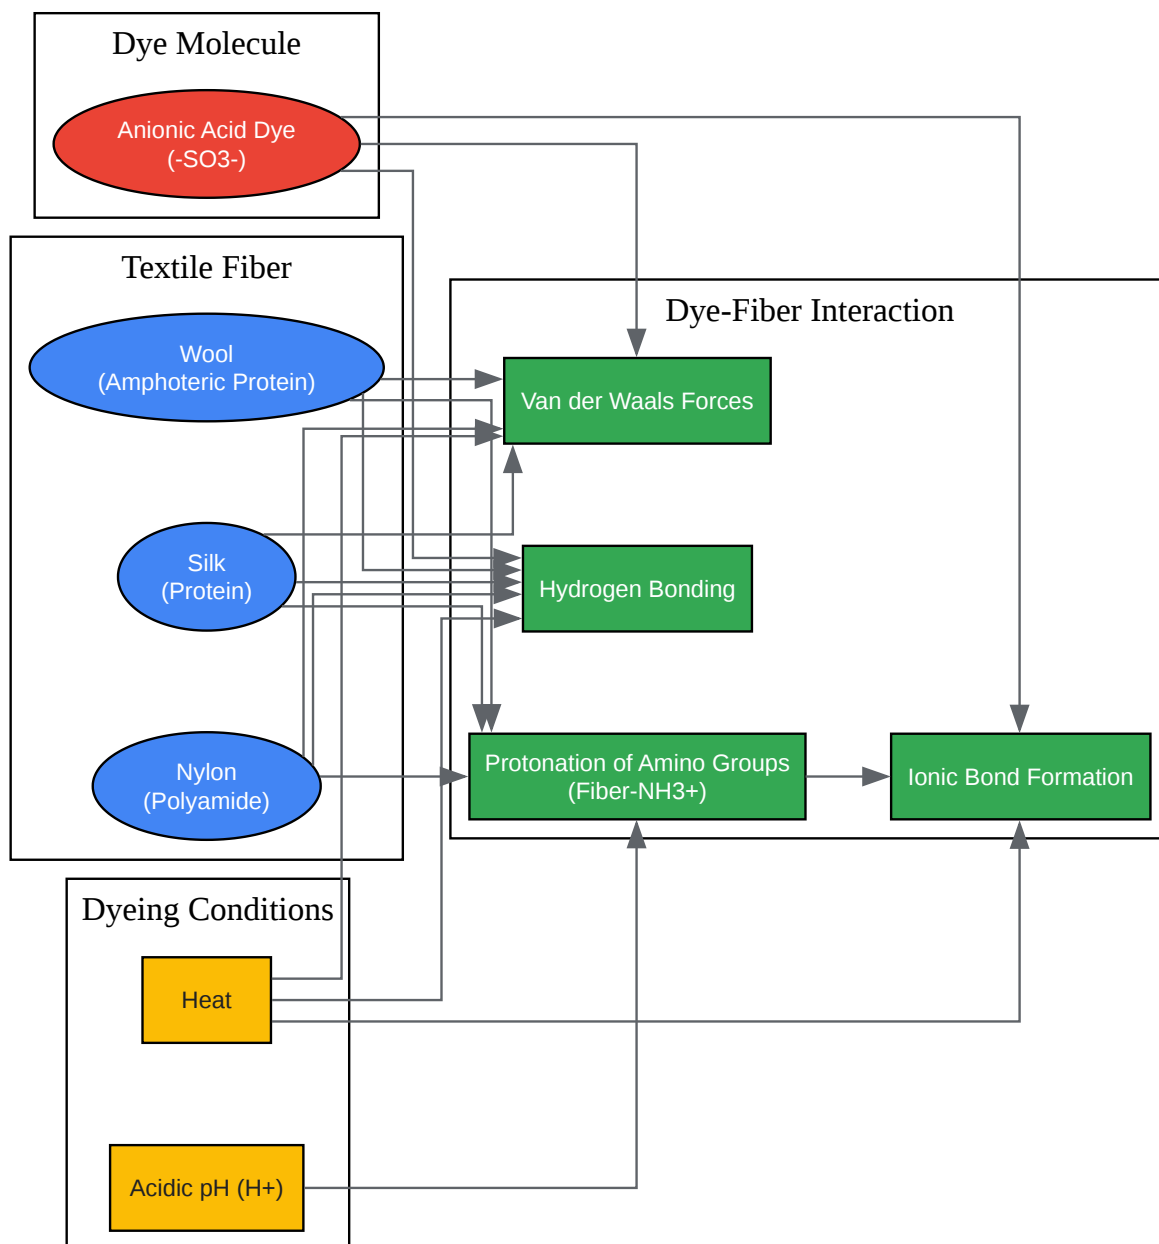 Dye Molecule
Anionic Acid Dye
(-SO3-)
Textile Fiber
Wool
(Amphoteric Protein)
Silk
(Protein)
Nylon
(Polyamide)
Dye-Fiber Interaction
Van der Waals Forces
Hydrogen Bonding
Protonation of Amino Groups
(Fiber-NH3+)
Ionic Bond Formation
Dyeing Conditions
Heat
Acidic pH (H+)